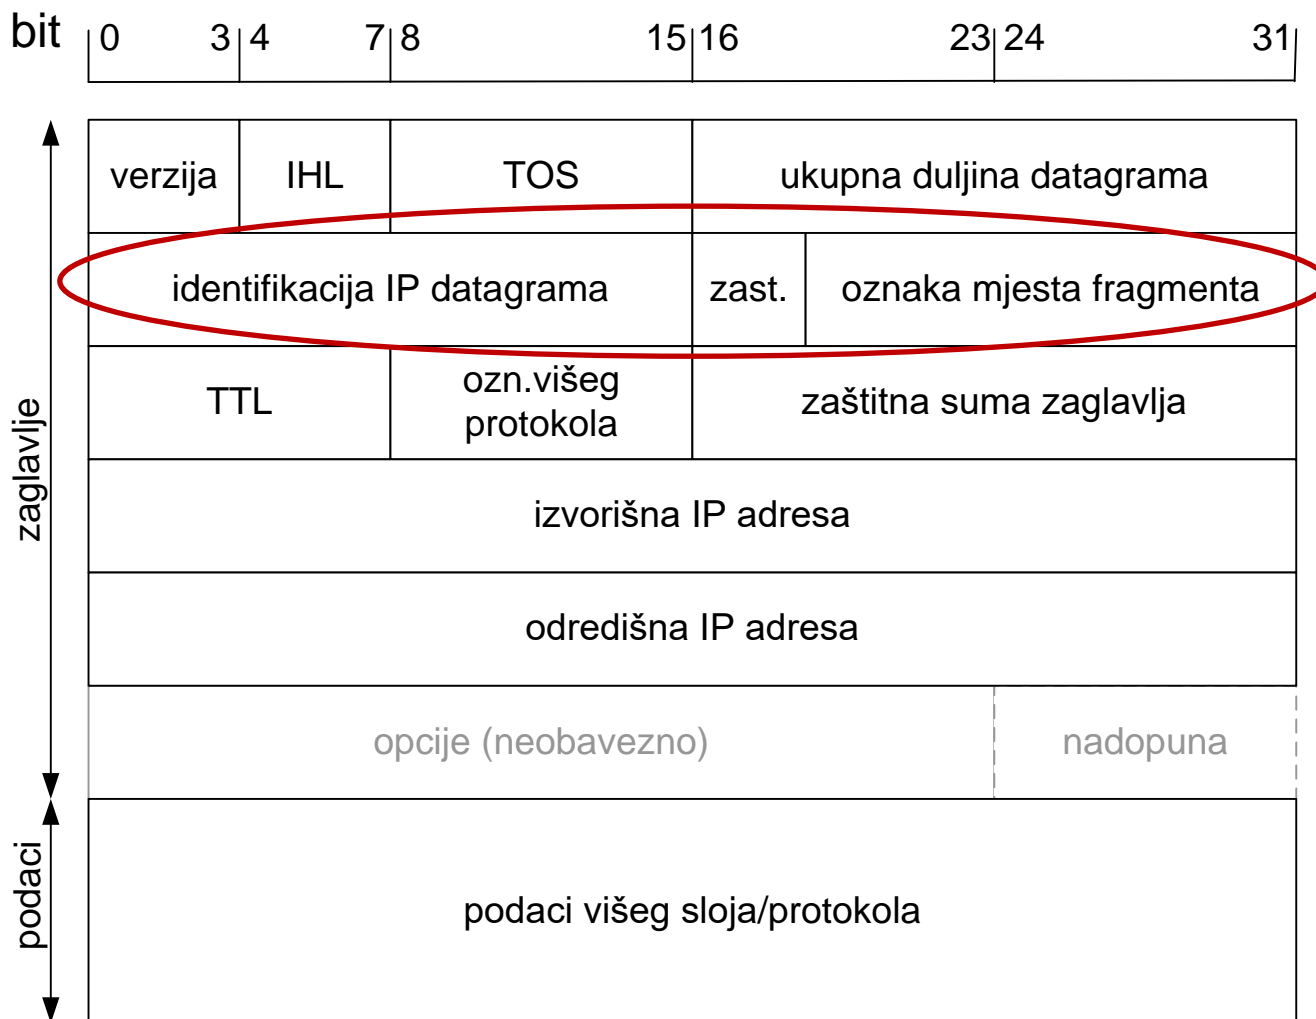 bit 0 3 4 7 8 15 16 23 24 31
verzija IHL TOS ukupna duljina datagrama
identifikacija IP datagrama zast. oznaka mjesta fragmenta
TTL ozn.višeg protokola zaštitna suma zaglavlja
izvorišna IP adresa
odredišna IP adresa
opcije (neobavezno) nadopuna
zaglavlje
podaci višeg sloja/protokola
podaci